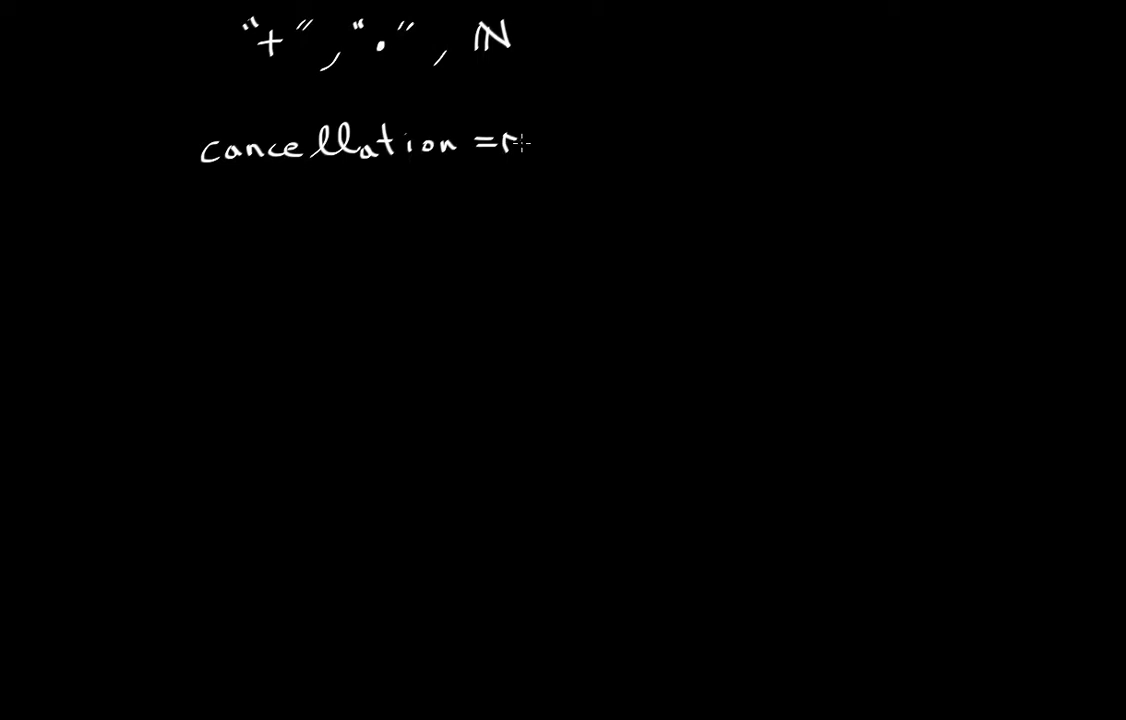 "+", "·", ℕ
cancellation =